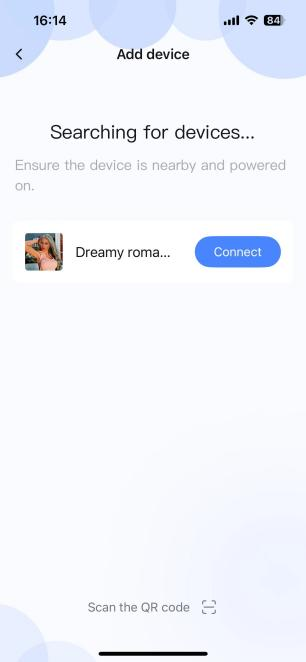 16:14
84
Add device
Searching for devices...
Ensure the device is nearby and powered
on.
Dreamy roma...
Connect
Scan the QR code